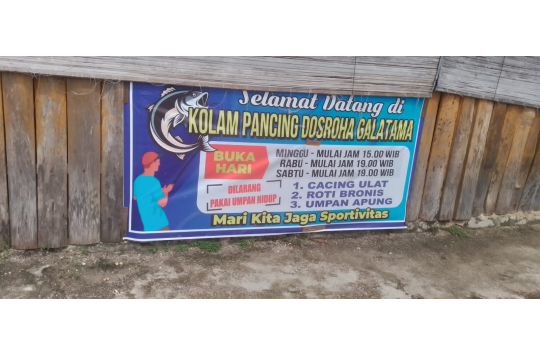 Selamat Datang di
KOLAM PANCING DOSROHA GALATAMA
BUKA
HARI
MINGGU - MULAI JAM 15.00 WIB
RABU - MULAI JAM 19.00 WIB
SABTU - MULAI JAM 19.00 WIB
DILARANG
PAKAI UMPAN HIDUP
1. CACING ULAT
2. ROTI BRONIS
3. UMPAN APUNG
Mari Kita Jaga Sportivitas